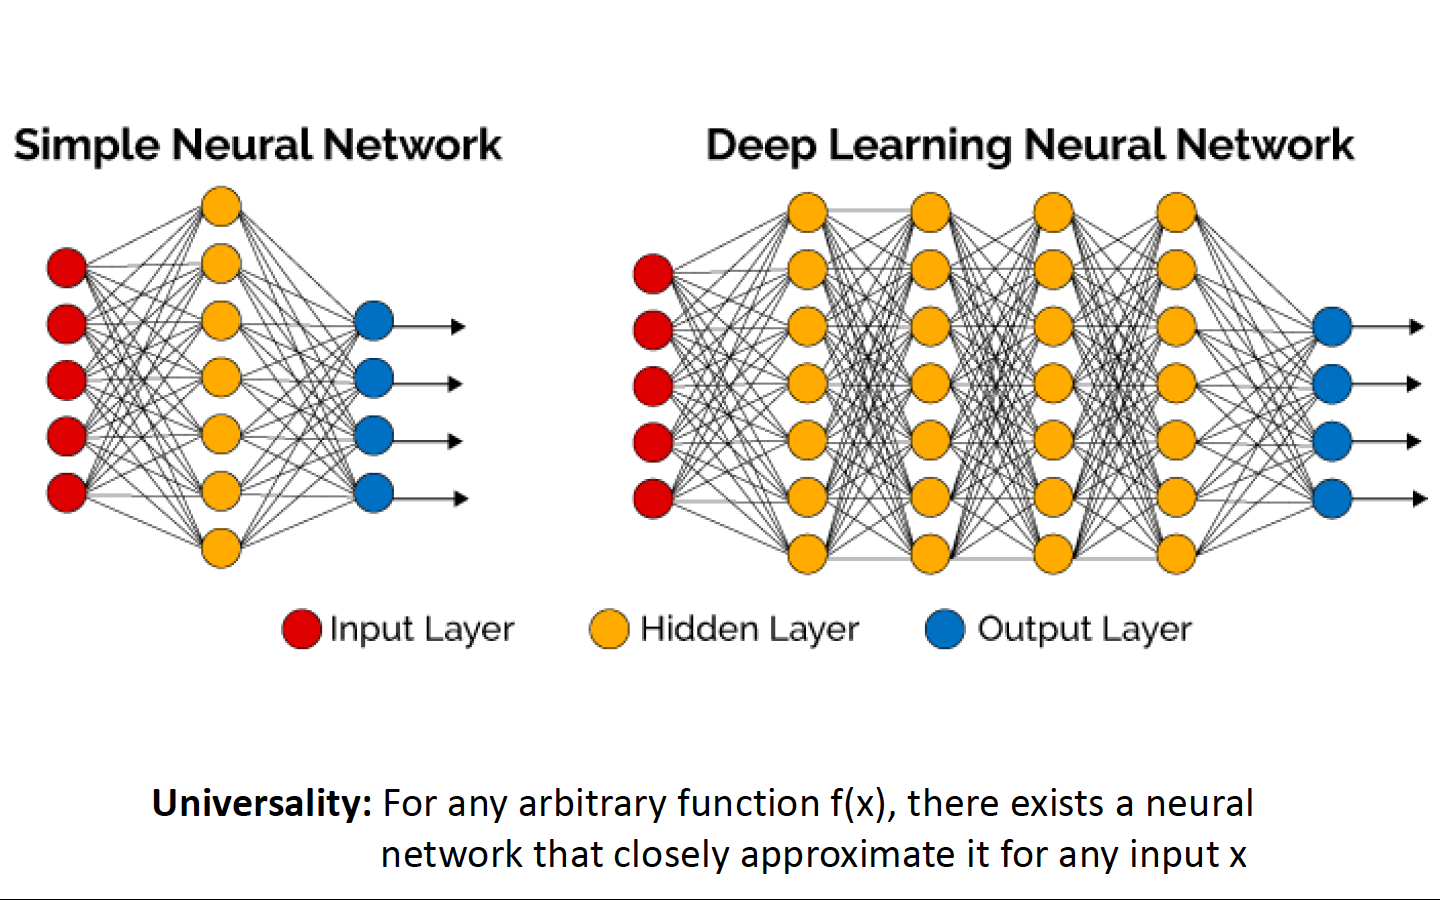 Simple Neural Network
Deep Learning Neural Network
Input Layer
Hidden Layer
Output Layer
Universality: For any arbitrary function f(x), there exists a neural
network that closely approximate it for any input x